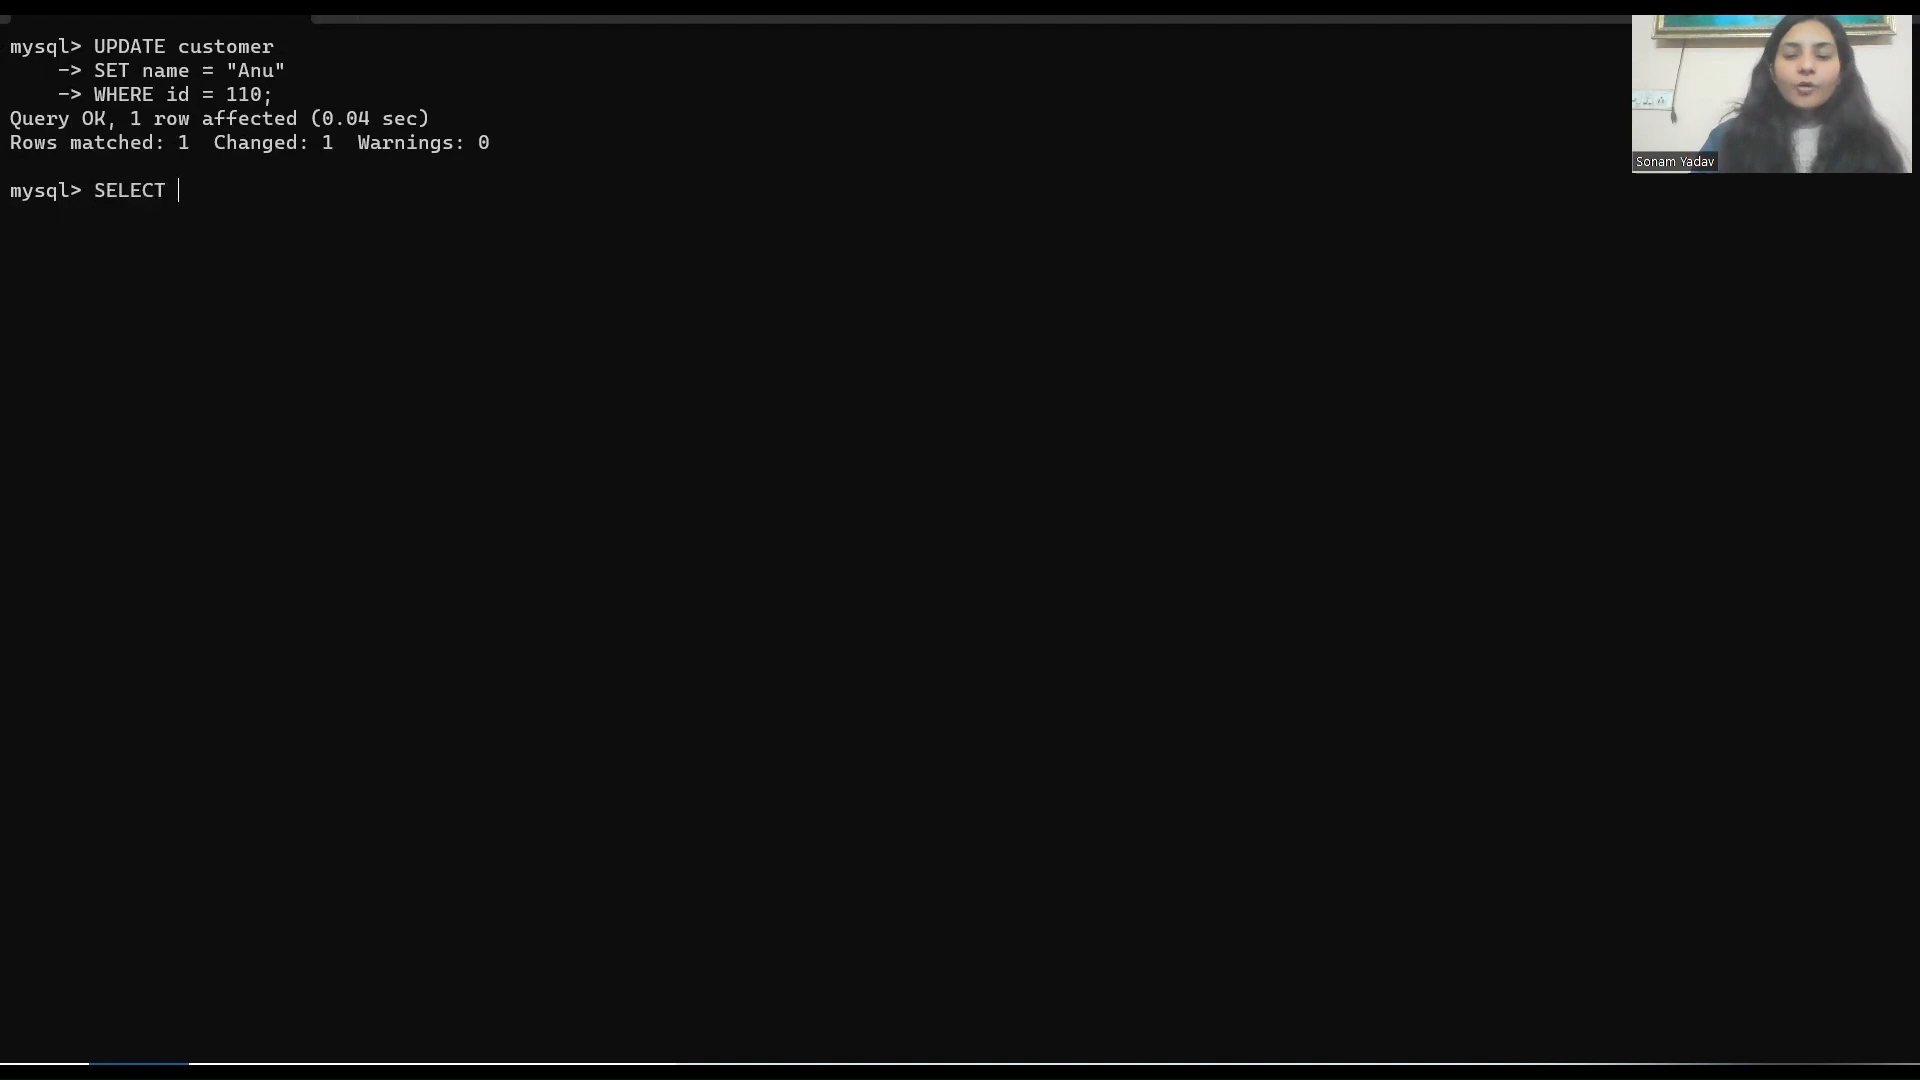 mysql> UPDATE customer
    -> SET name = "Anu"
    -> WHERE id = 110;
Query OK, 1 row affected (0.04 sec)
Rows matched: 1  Changed: 1  Warnings: 0
mysql> SELECT
Sonam Yadav